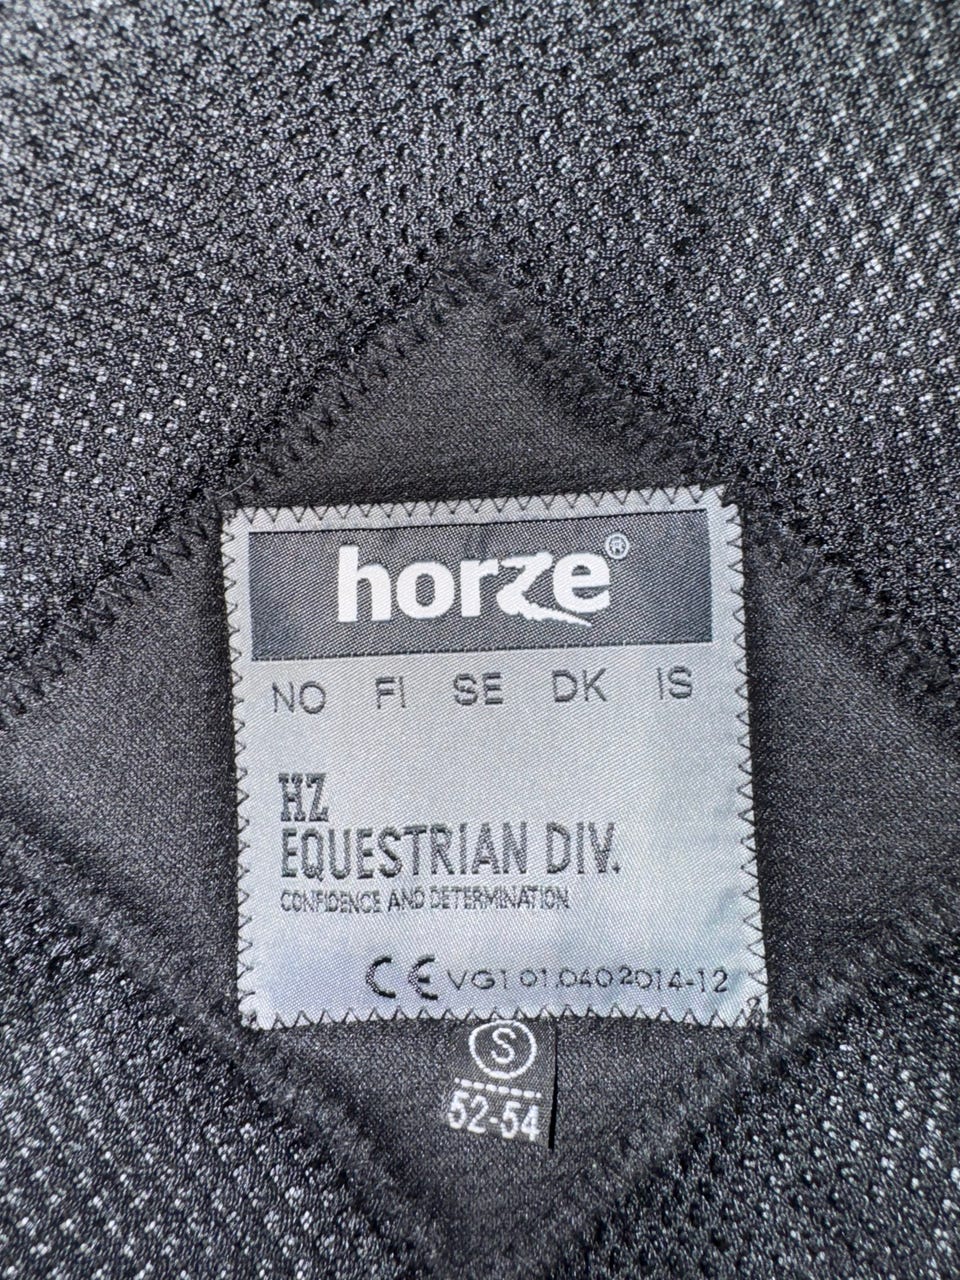 horze®
NO FI SE DK IS
HZ
EQUESTRIAN DIV.
CONFIDENCE AND DETERMINATION
CE VG1 01.040 2014-12
S
52-54